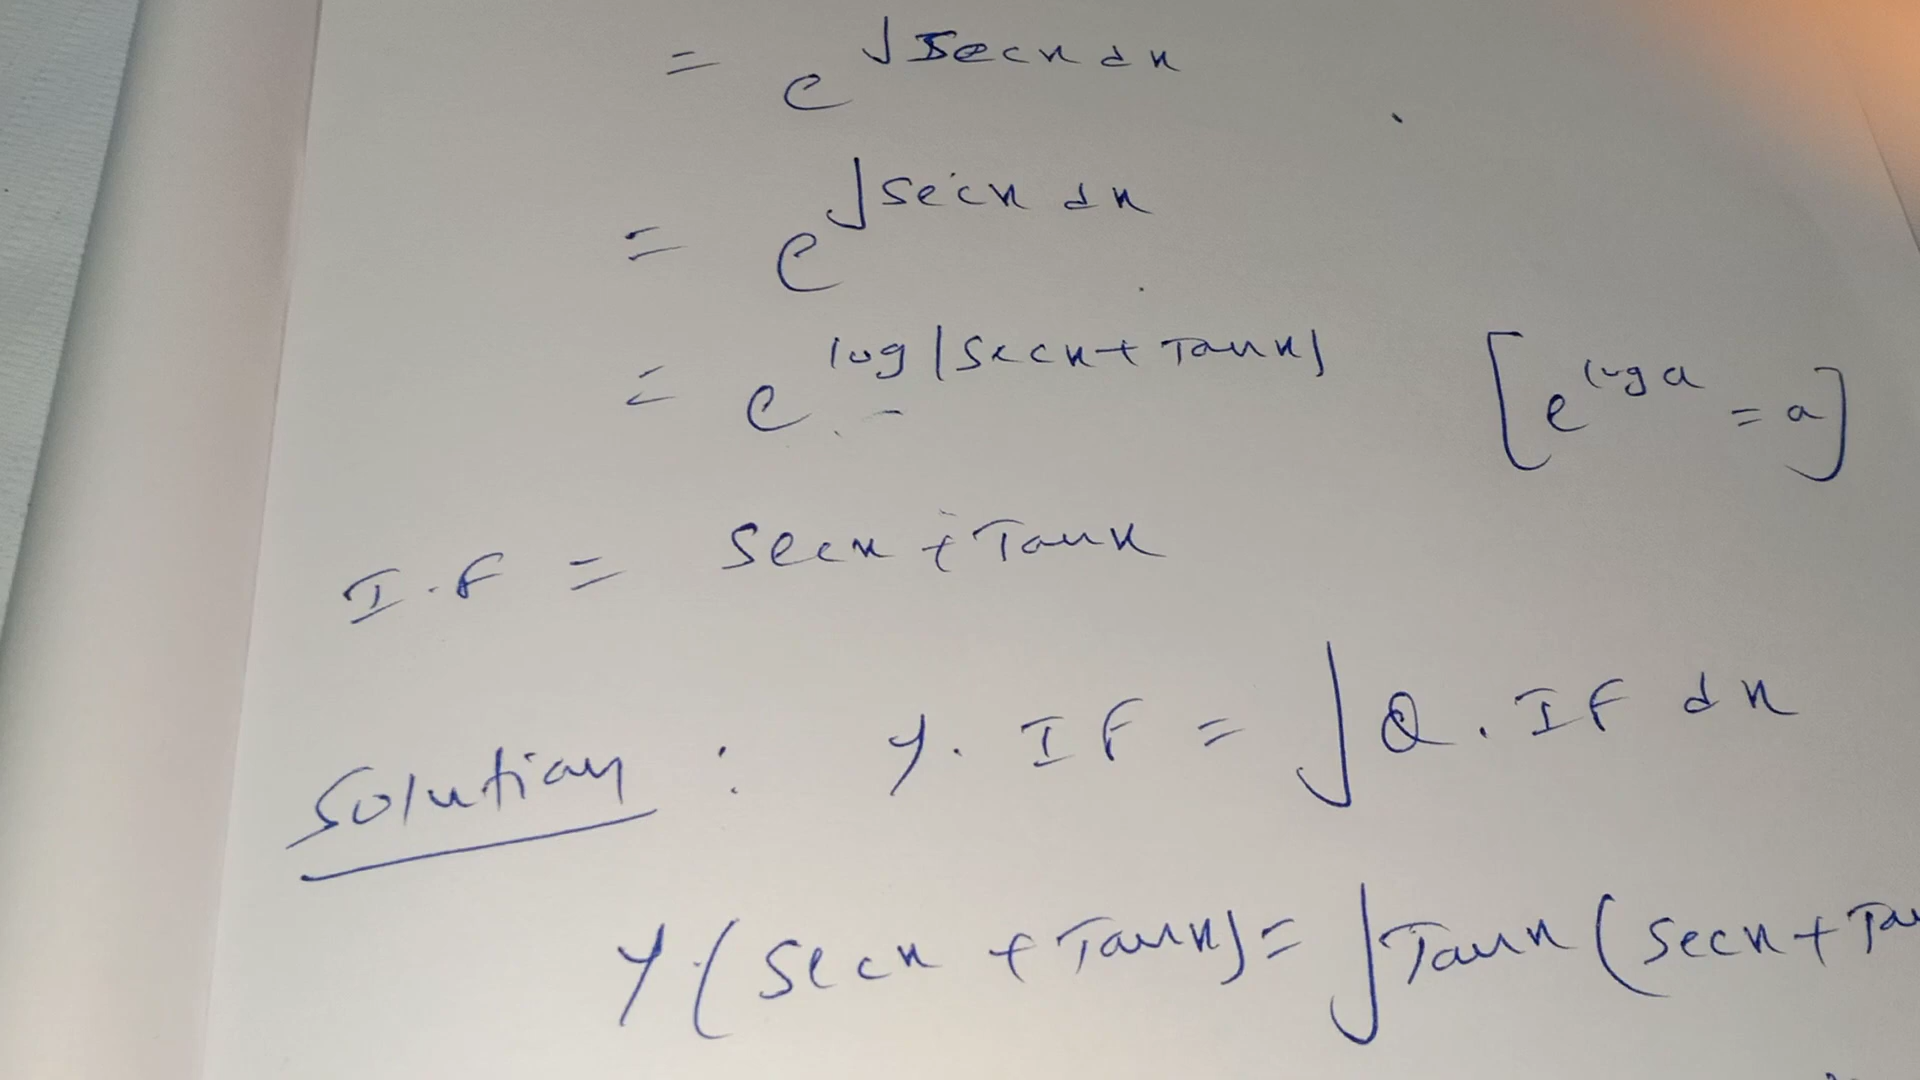 = e^∫secx dx
= e^∫secx dx
= e^log|secx + Tanx| [e^log a = a]
I.F = secx + Tanx
Solution : y. IF = ∫Q. IF dx
y(secx + Tanx) = ∫Tanx (secx + Ta